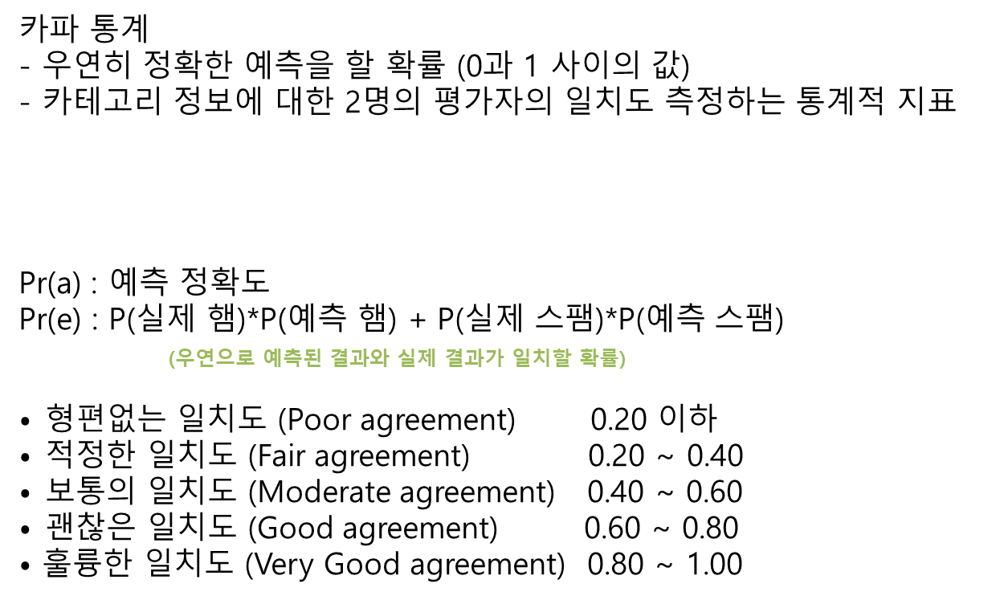 카파 통계
- 우연히 정확한 예측을 할 확률 (0과 1 사이의 값)
- 카테고리 정보에 대한 2명의 평가자의 일치도 측정하는 통계적 지표
Pr(a) : 예측 정확도
Pr(e) : P(실제 햄)*P(예측 햄) + P(실제 스팸)*P(예측 스팸)
(우연으로 예측된 결과와 실제 결과가 일치할 확률)
• 형편없는 일치도 (Poor agreement) 0.20 이하
• 적정한 일치도 (Fair agreement) 0.20 ~ 0.40
• 보통의 일치도 (Moderate agreement) 0.40 ~ 0.60
• 괜찮은 일치도 (Good agreement) 0.60 ~ 0.80
• 훌륭한 일치도 (Very Good agreement) 0.80 ~ 1.00